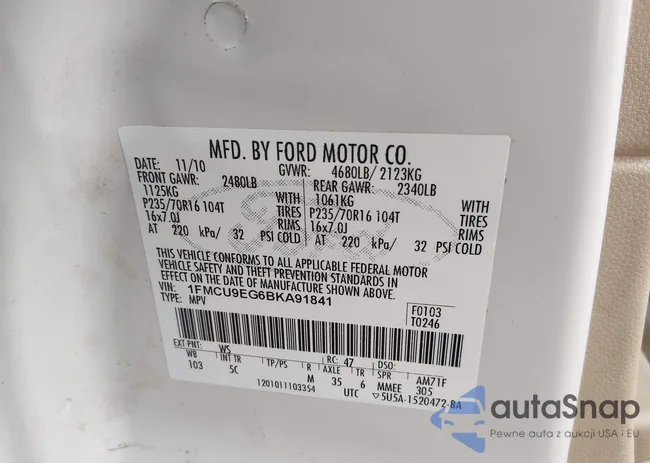 MFD. BY FORD MOTOR CO.
DATE: 11/10 GVWR: 4680LB/ 2123KG
FRONT GAWR: 2480LB REAR GAWR: 2340LB
1125KG WITH 1061KG WITH
P235/70R16 104T TIRES P235/70R16 104T TIRES
16x7.0J RIMS 16x7.0J RIMS
AT 220 kPa/ 32 PSI COLD AT 220 kPa/ 32 PSI COLD
THIS VEHICLE CONFORMS TO ALL APPLICABLE FEDERAL MOTOR
VEHICLE SAFETY AND THEFT PREVENTION STANDARDS IN
EFFECT ON THE DATE OF MANUFACTURE SHOWN ABOVE.
VIN: 1FMCU9EG6BKA91841 F0103
TYPE: MPV T0246
EXT PNT: WS RC: 47 DSO:
WB INT TR TP/PS R AXLE TR SPR AM71F
103 5C M 35 6 MMEE 305
1201011103354 UTC ▽5U5A-1520472-BA
autoSnap
Pewne auta z aukcji USA i EU